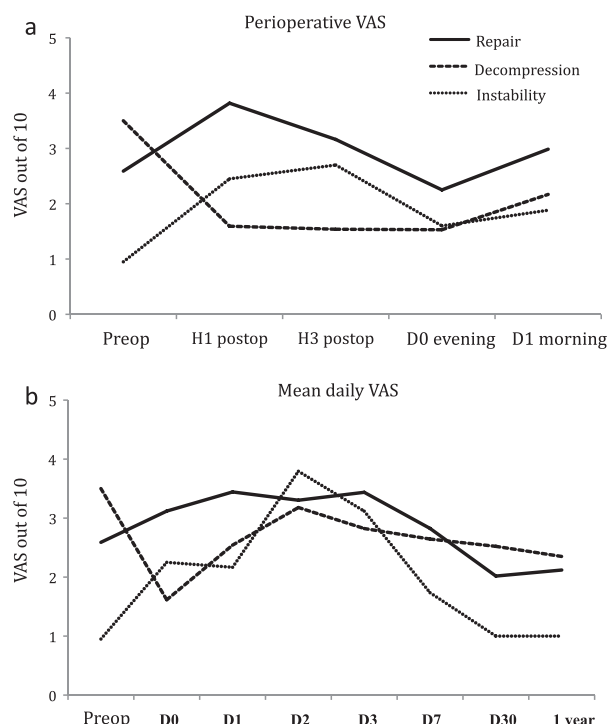 a
Perioperative VAS
5
4
3
2
1
0
VAS out of 10
Repair
Decompression
Instability
Preop H1 postop H3 postop D0 evening D1 morning
b
Mean daily VAS
5
4
3
2
1
0
VAS out of 10
Preop D0 D1 D2 D3 D7 D30 1 year